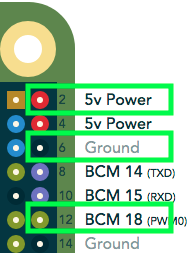 2 5v Power
4 5v Power
6 Ground
8 BCM 14 (TXD)
10 BCM 15 (RXD)
12 BCM 18 (PWM0)
14 Ground